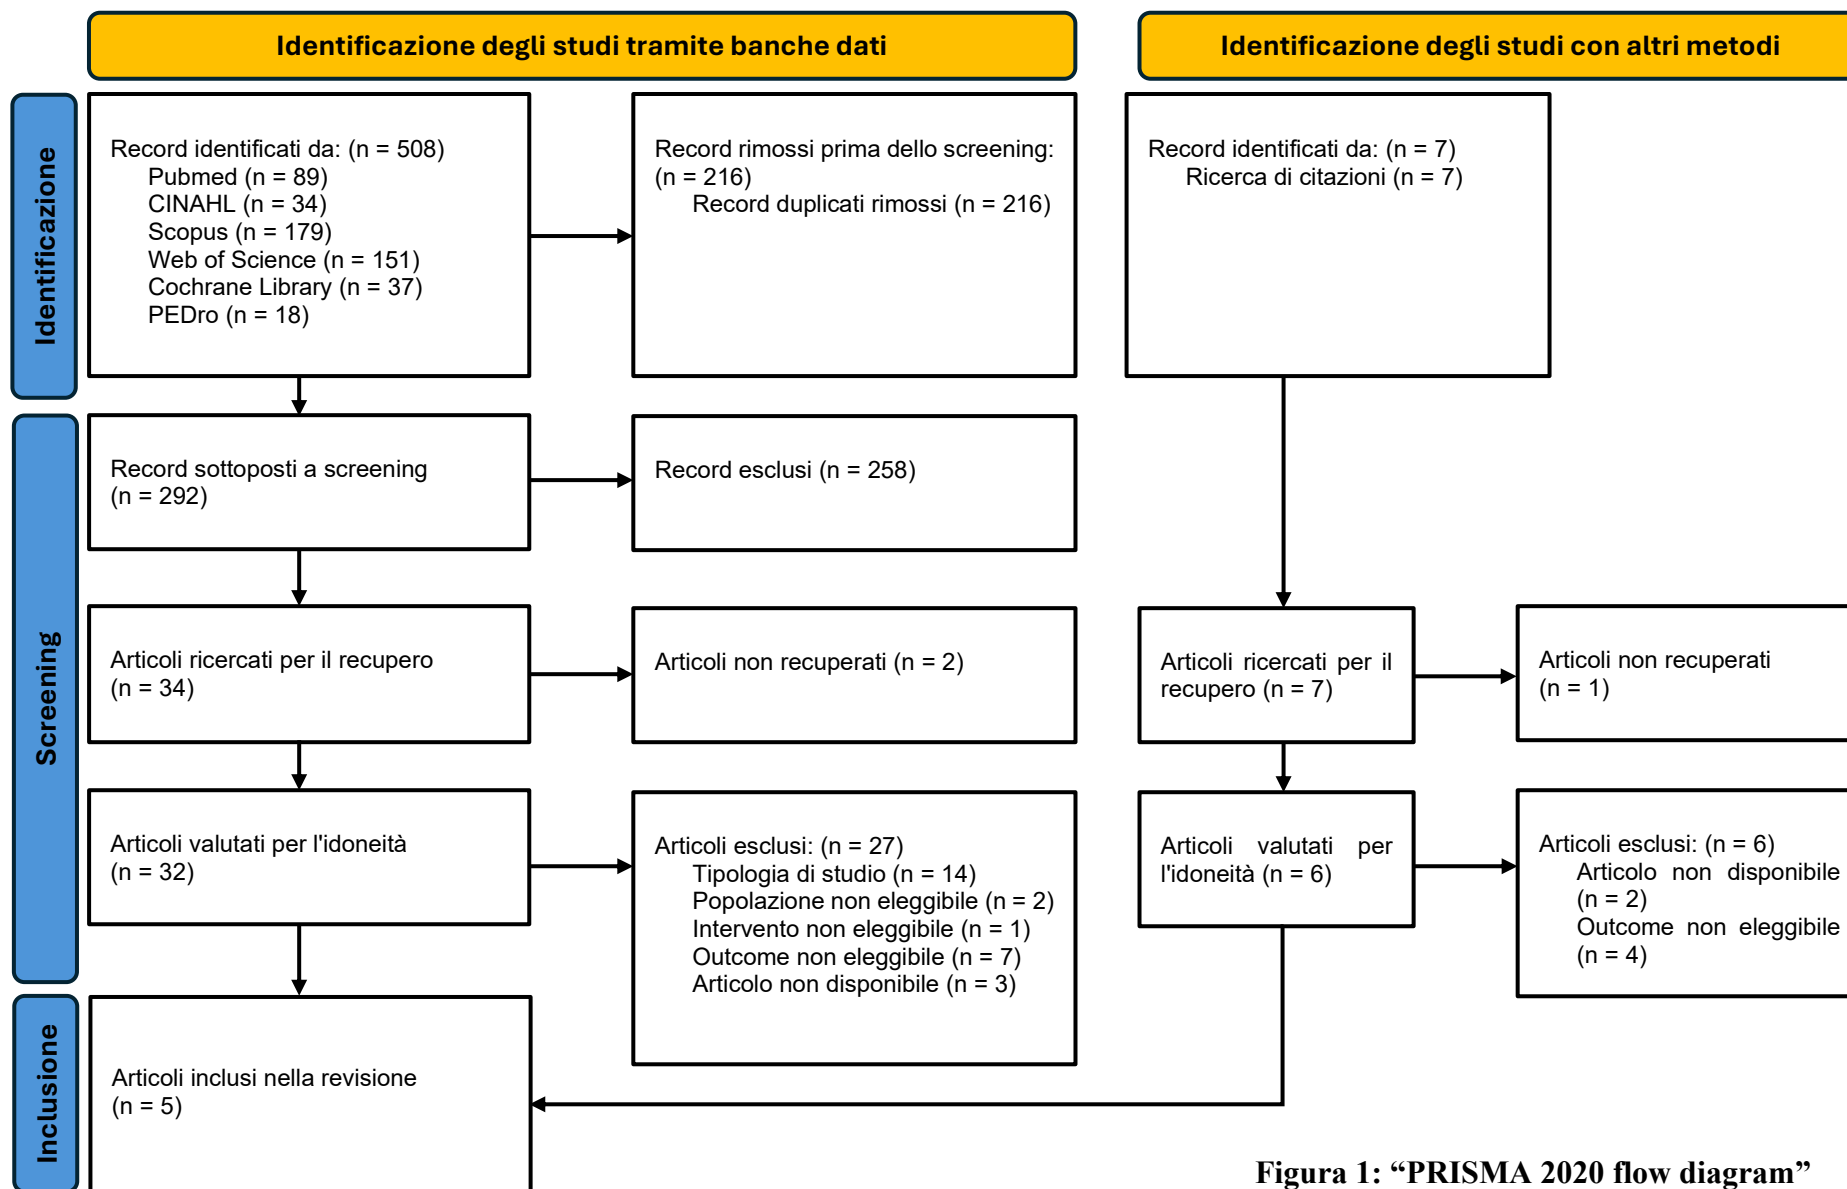 Identificazione degli studi tramite banche dati
Identificazione degli studi con altri metodi
Identificazione
Record identificati da: (n = 508)
Pubmed (n = 89)
CINAHL (n = 34)
Scopus (n = 179)
Web of Science (n = 151)
Cochrane Library (n = 37)
PEDro (n = 18)
Record rimossi prima dello screening:
(n = 216)
Record duplicati rimossi (n = 216)
Record identificati da: (n = 7)
Ricerca di citazioni (n = 7)
Screening
Record sottoposti a screening
(n = 292)
Record esclusi (n = 258)
Articoli ricercati per il recupero
(n = 34)
Articoli non recuperati (n = 2)
Articoli ricercati per il
recupero (n = 7)
Articoli non recuperati
(n = 1)
Articoli valutati per l'idoneità
(n = 32)
Articoli esclusi: (n = 27)
Tipologia di studio (n = 14)
Popolazione non eleggibile (n = 2)
Intervento non eleggibile (n = 1)
Outcome non eleggibile (n = 7)
Articolo non disponibile (n = 3)
Articoli valutati per
l'idoneità (n = 6)
Articoli esclusi: (n = 6)
Articolo non disponibile
(n = 2)
Outcome non eleggibile
(n = 4)
Inclusione
Articoli inclusi nella revisione
(n = 5)
Figura 1: “PRISMA 2020 flow diagram”